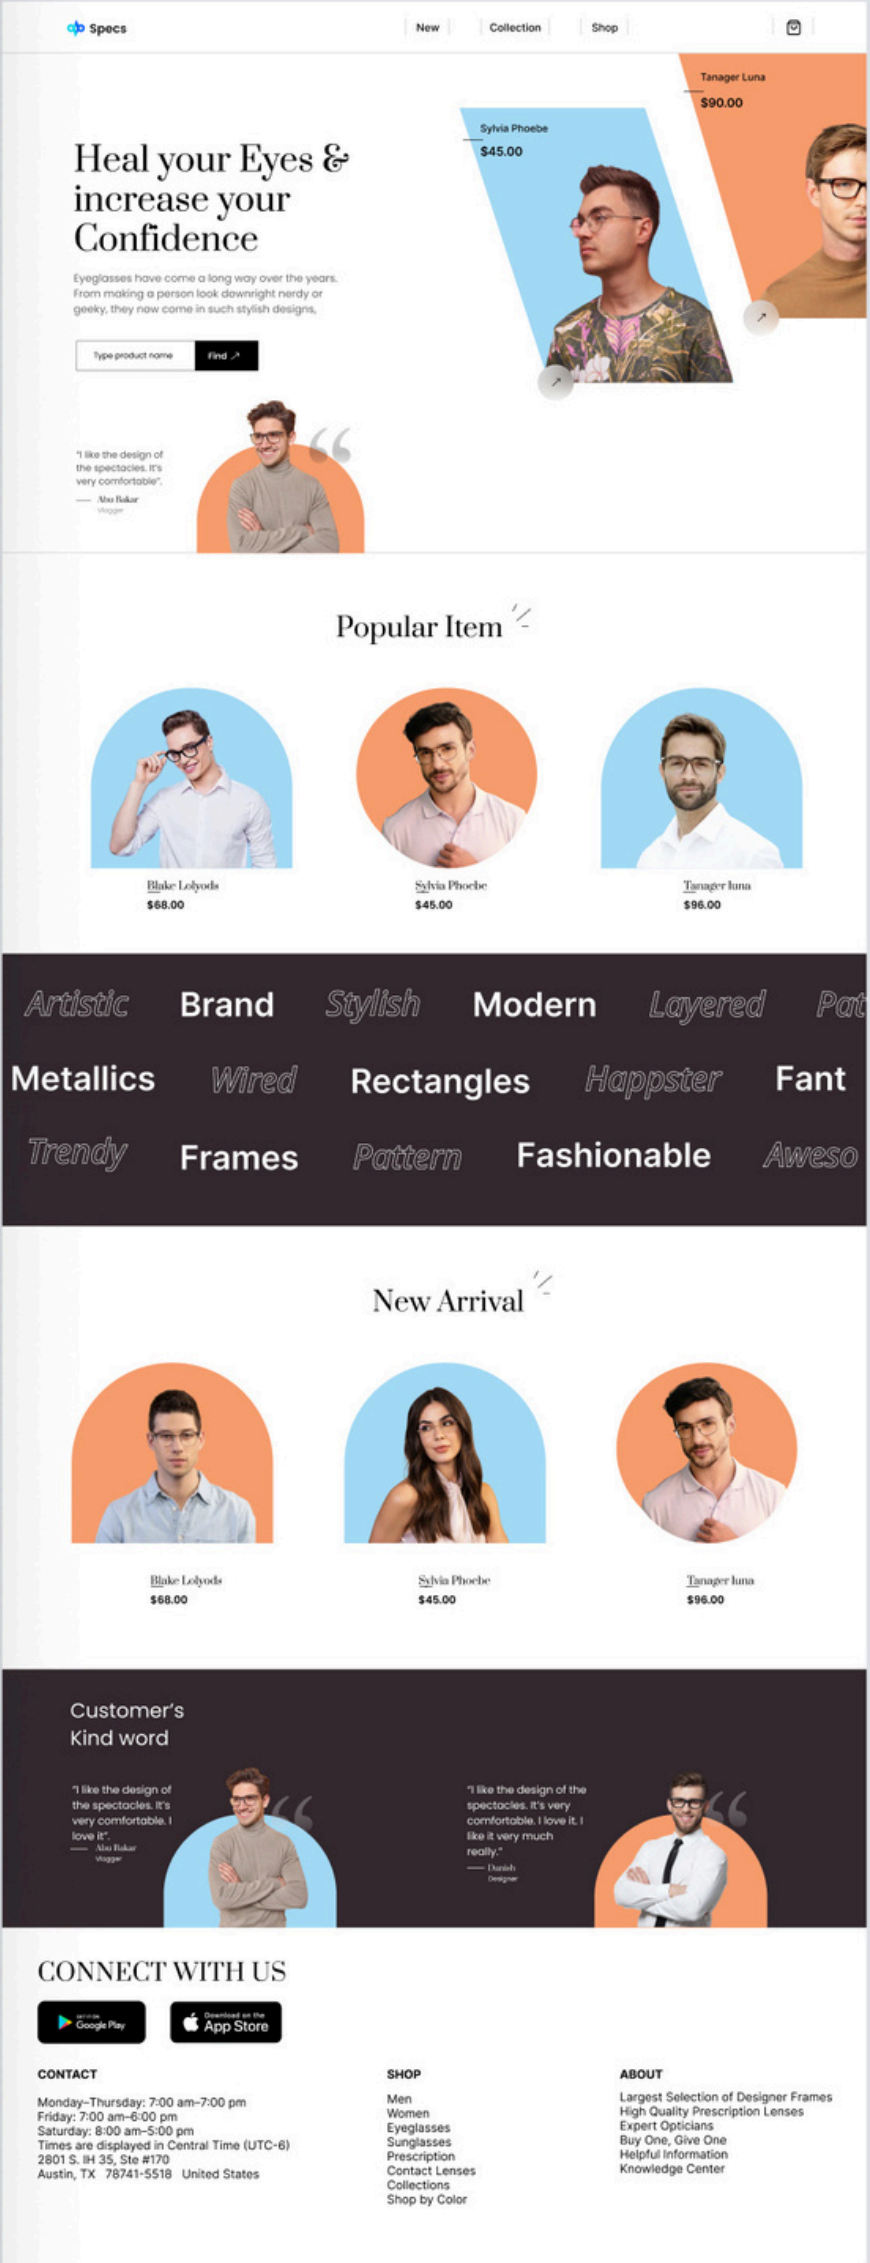 Specs
New
Collection
Shop
Tanager Luna
$90.00
Sylvia Phoebe
$45.00
Heal your Eyes &
increase your
Confidence
Eyeglasses have come a long way over the years.
From making a person look downright nerdy or
geeky, they now come in such stylish designs,
Type product name
Find
"I like the design of
the spectacles. It's
very comfortable".
Abu Bakar
Vlogger
Popular Item
Blake Lolyods
$68.00
Sylvia Phoebe
$45.00
Tanager luna
$96.00
Artistic Brand Stylish Modern Layered Pat
Metallics Wired Rectangles Happster Fant
Trendy Frames Pattern Fashionable Aweso
New Arrival
Blake Lolyods
$68.00
Sylvia Phoebe
$45.00
Tanager luna
$96.00
Customer's
Kind word
"I like the design of
the spectacles. It's
very comfortable. I
love it".
Abu Bakar
Vlogger
"I like the design of the
spectacles. It's very
comfortable. I love it. I
like it very much
really."
Danish
Designer
CONNECT WITH US
GET IT ON
Google Play
Download on the
App Store
CONTACT
Monday–Thursday: 7:00 am–7:00 pm
Friday: 7:00 am–6:00 pm
Saturday: 8:00 am–5:00 pm
Times are displayed in Central Time (UTC-6)
2801 S. IH 35, Ste #170
Austin, TX 78741-5518 United States
SHOP
Men
Women
Eyeglasses
Sunglasses
Prescription
Contact Lenses
Collections
Shop by Color
ABOUT
Largest Selection of Designer Frames
High Quality Prescription Lenses
Expert Opticians
Buy One, Give One
Helpful Information
Knowledge Center